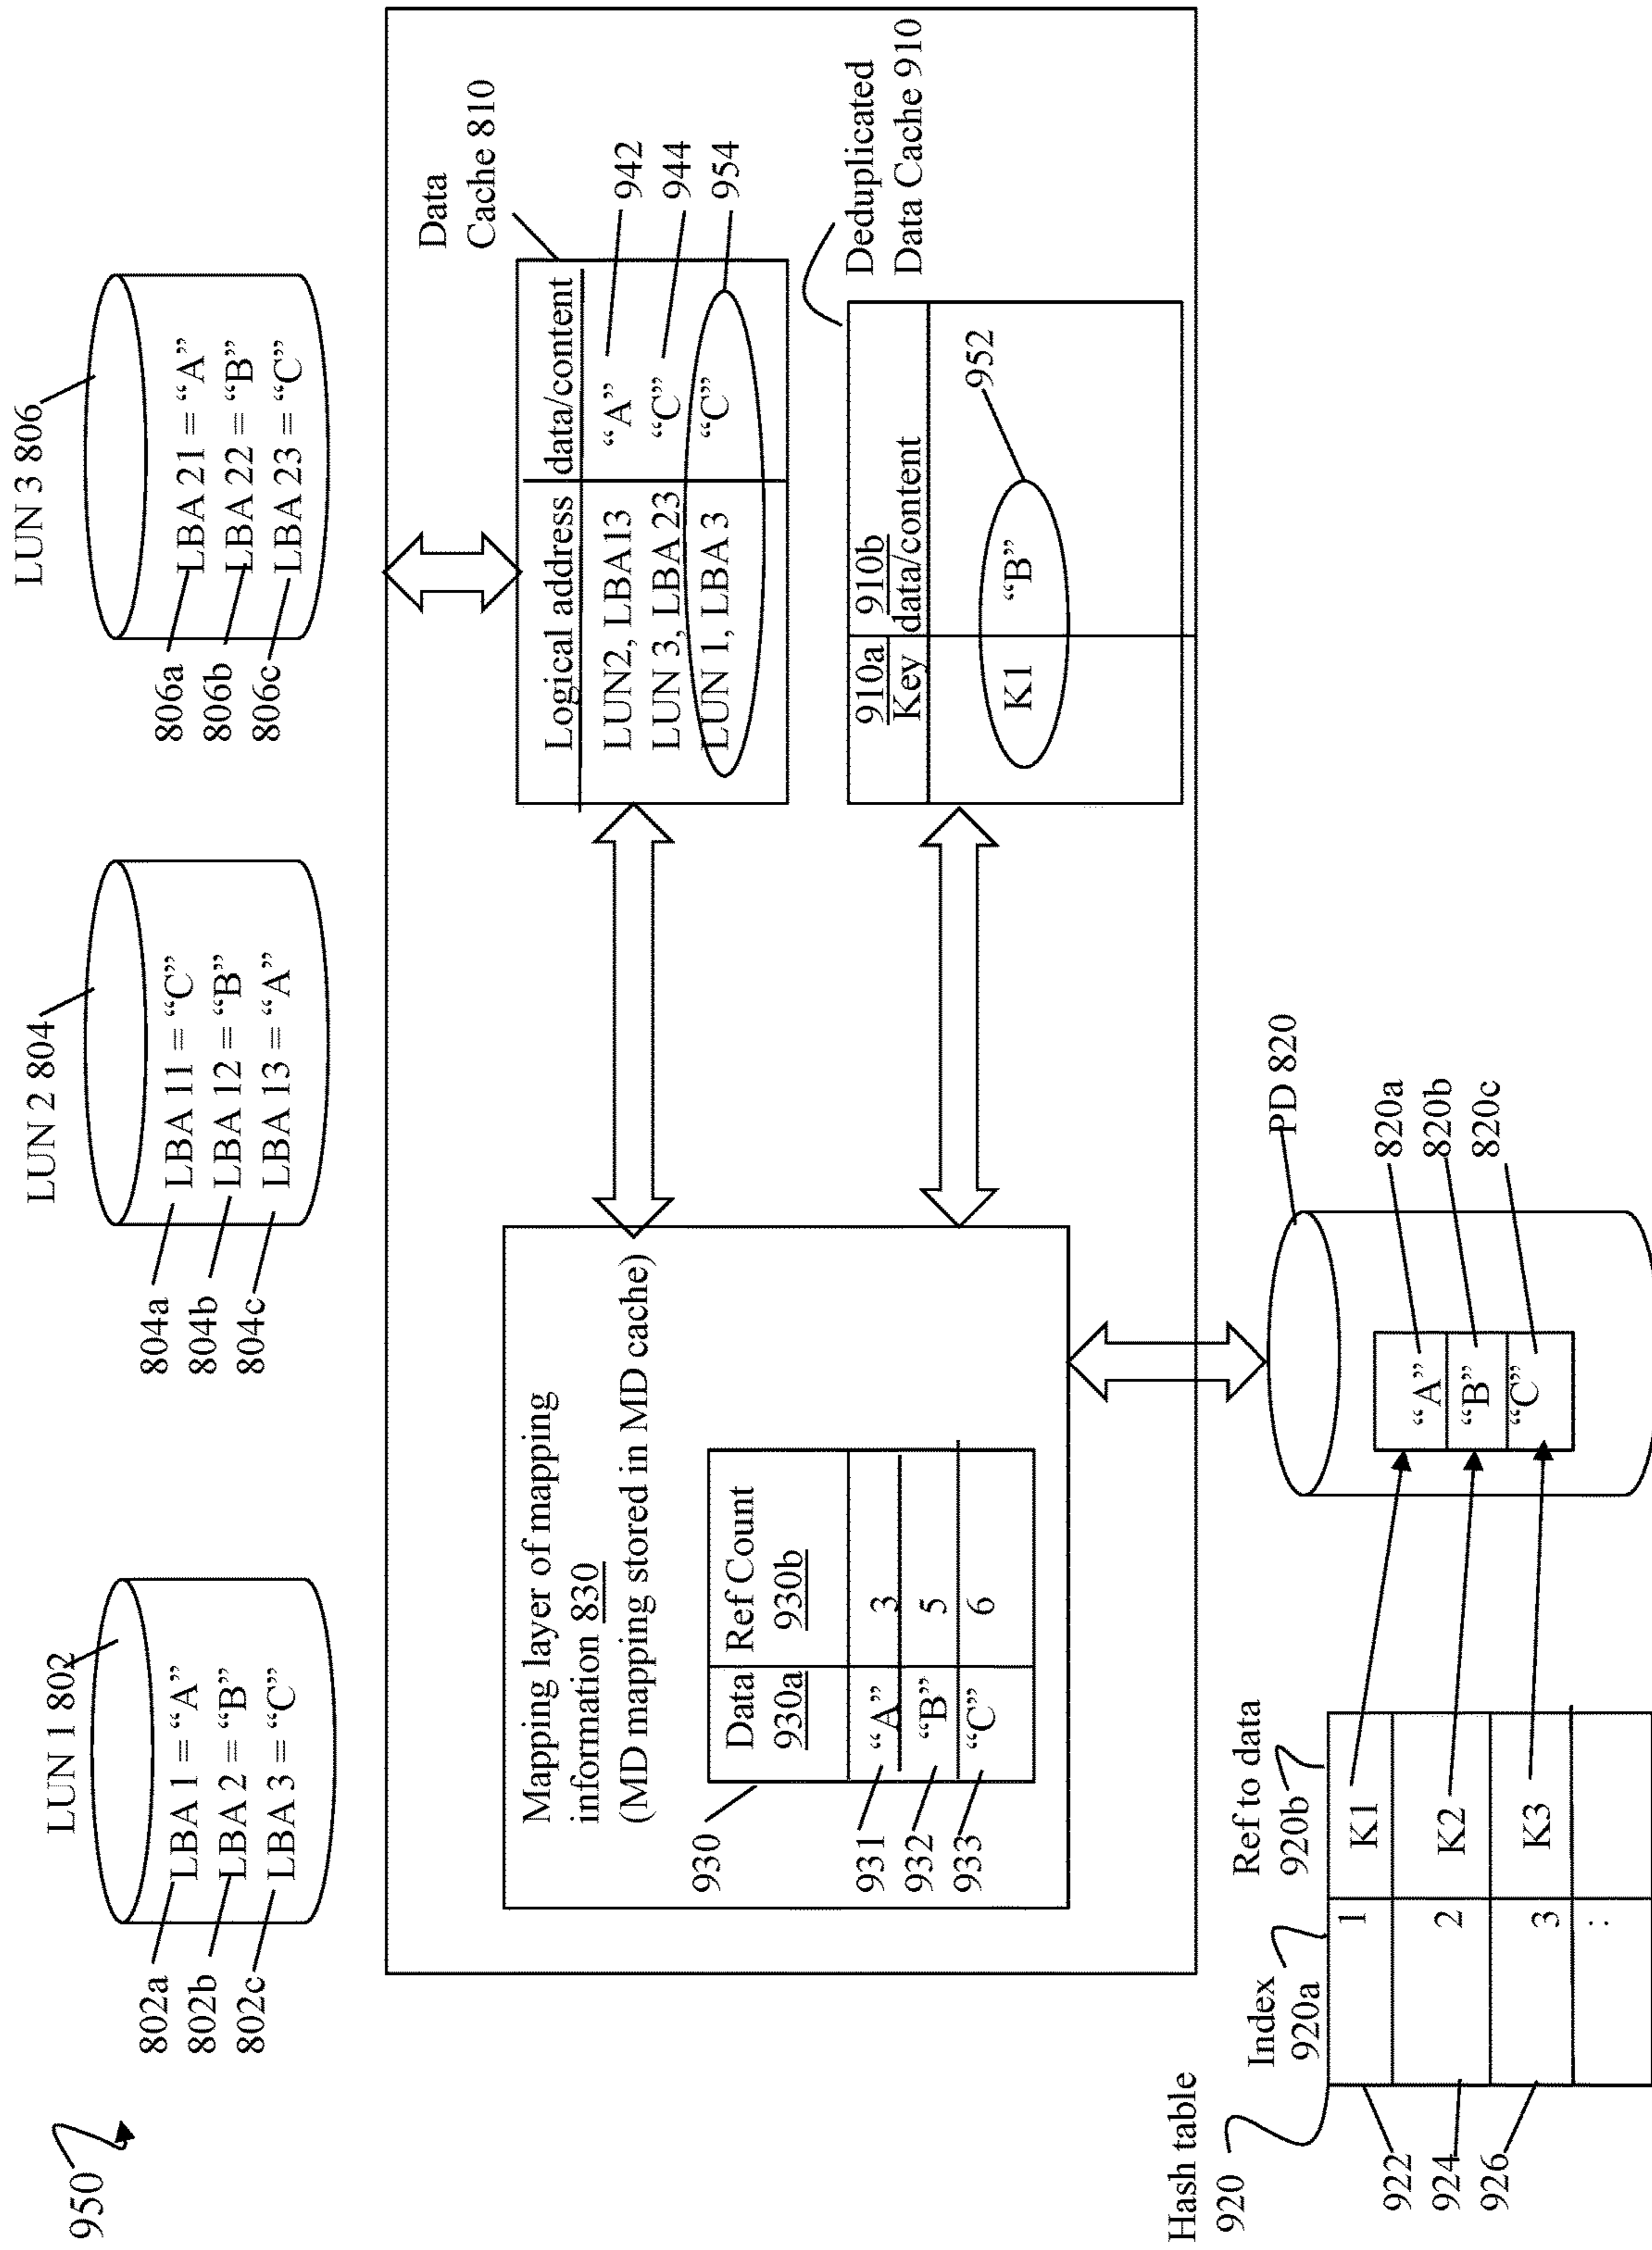 950
LUN 1 802
802a
802b
802c
LBA 1 = “A”
LBA 2 = “B”
LBA 3 = “C”
LUN 2 804
804a
804b
804c
LBA 11 = “C”
LBA 12 = “B”
LBA 13 = “A”
LUN 3 806
806a
806b
806c
LBA 21 = “A”
LBA 22 = “B”
LBA 23 = “C”
Mapping layer of mapping
information 830
(MD mapping stored in MD cache)
930
Data Ref Count
930a 930b
931 “A” 3
932 “B” 5
933 “C” 6
Data
Cache 810
Logical address data/content
LUN2, LBA13 “A” 942
LUN 3, LBA 23 “C” 944
LUN 1, LBA 3 “C” 954
Deduplicated
Data Cache 910
910a 910b
Key data/content
K1 “B” 952
Hash table
920
Index
920a
Ref to data
920b
922 1 K1
924 2 K2
926 3 K3
:
PD 820
“A” 820a
“B” 820b
“C” 820c